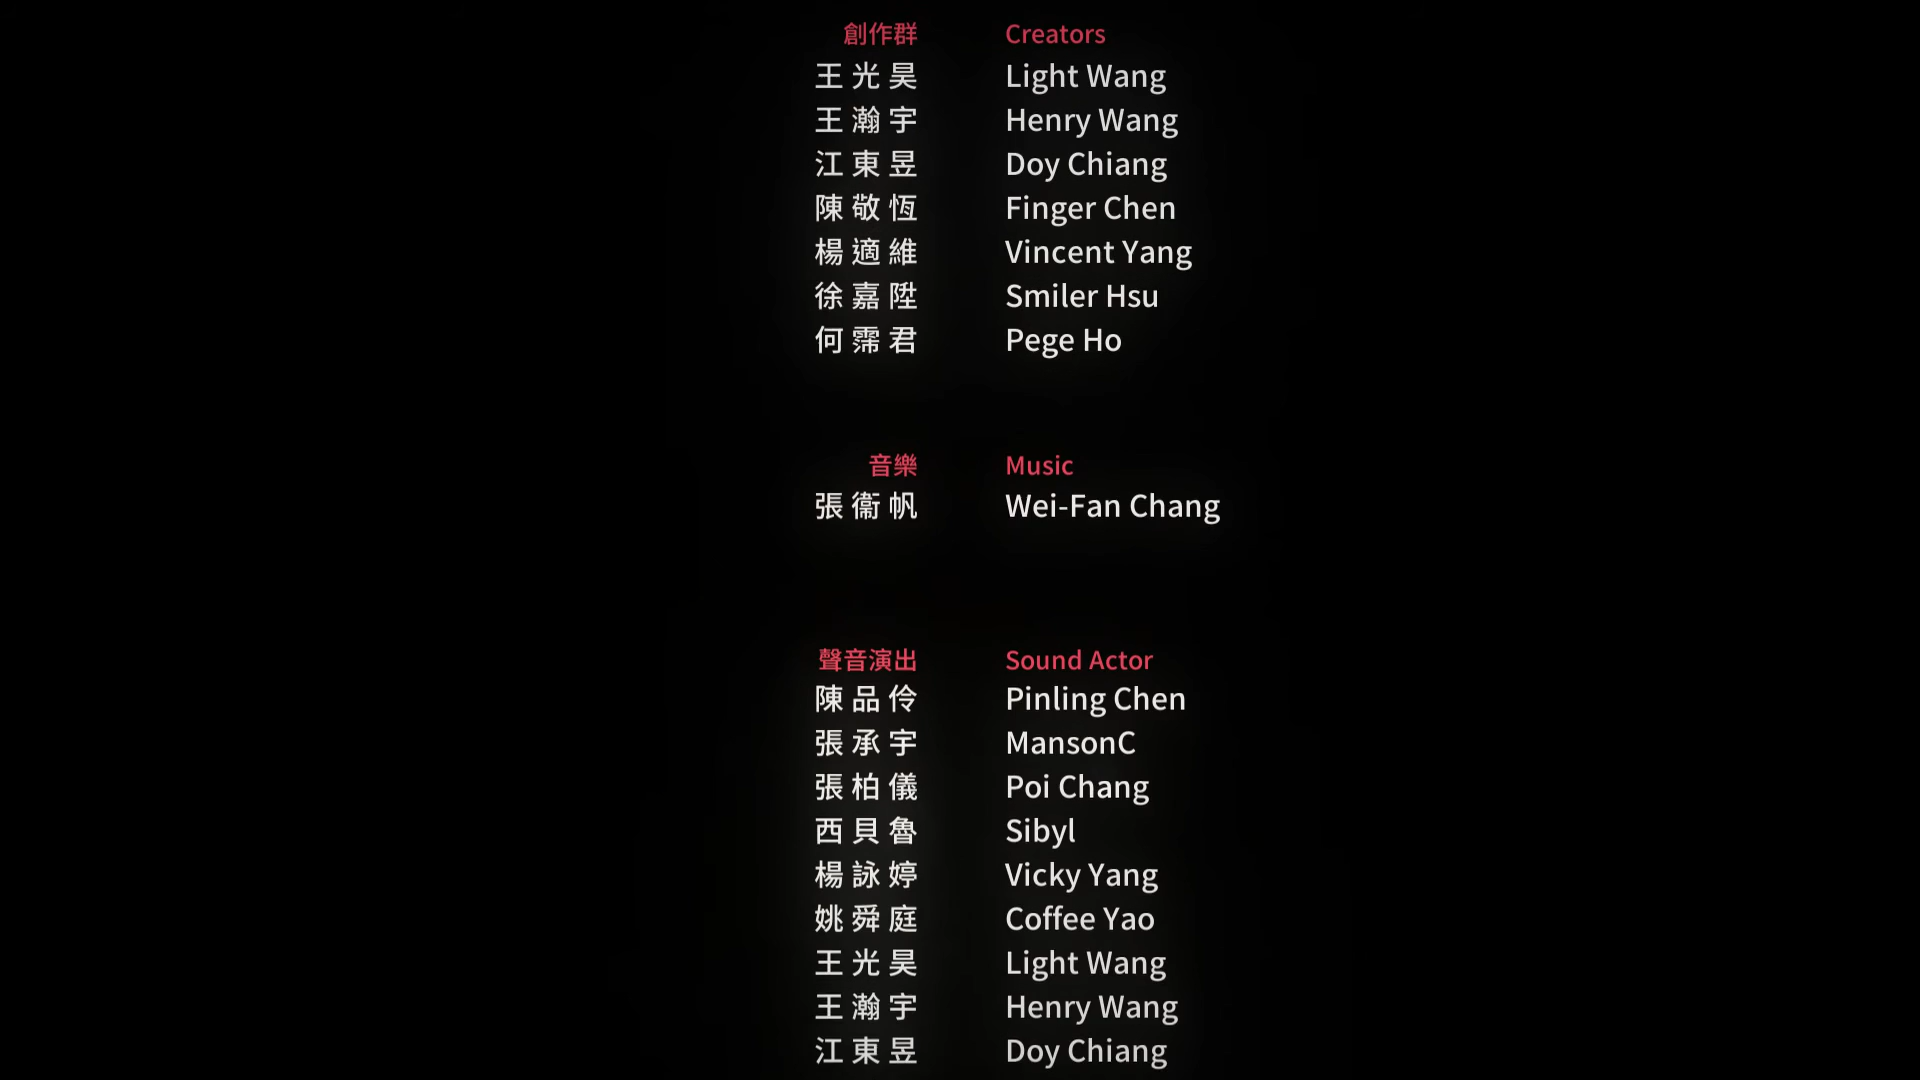 創作群 Creators
王光昊 Light Wang
王瀚宇 Henry Wang
江東昱 Doy Chiang
陳敬恆 Finger Chen
楊適維 Vincent Yang
徐嘉陞 Smiler Hsu
何霈君 Pege Ho
音樂 Music
張衞帆 Wei-Fan Chang
聲音演出 Sound Actor
陳品伶 Pinling Chen
張承宇 MansonC
張柏儀 Poi Chang
西貝魯 Sibyl
楊詠婷 Vicky Yang
姚舜庭 Coffee Yao
王光昊 Light Wang
王瀚宇 Henry Wang
江東昱 Doy Chiang